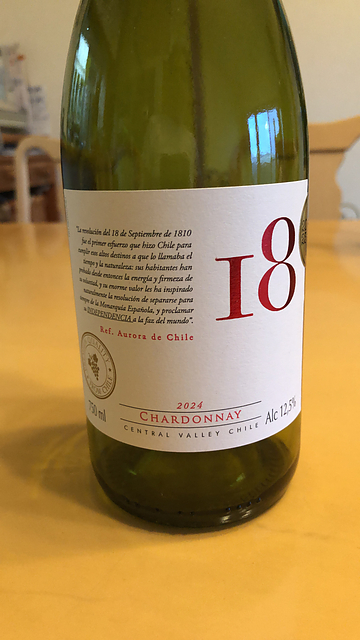 "La revolución del 18 de Septiembre de 1810
fue el primer esfuerzo que hizo Chile para
cumplir esos altos destinos a que lo llamaba el
tiempo y la naturaleza: sus habitantes han
probado desde entonces la energía y firmeza de
su voluntad, y su enorme valor les ha inspirado
naturalmente la resolución de separarse para
siempre de la Monarquía Española, y proclamar
su INDEPENDENCIA a la faz del mundo".
Ref. Aurora de Chile
18
750 ml
2024
CHARDONNAY
CENTRAL VALLEY CHILE
Alc 12,5%